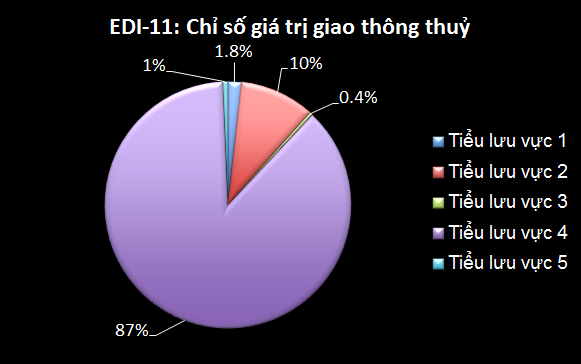 EDI-11: Chỉ số giá trị giao thông thuỷ
1.8%
1%
10%
0.4%
87%
Tiểu lưu vực 1
Tiểu lưu vực 2
Tiểu lưu vực 3
Tiểu lưu vực 4
Tiểu lưu vực 5